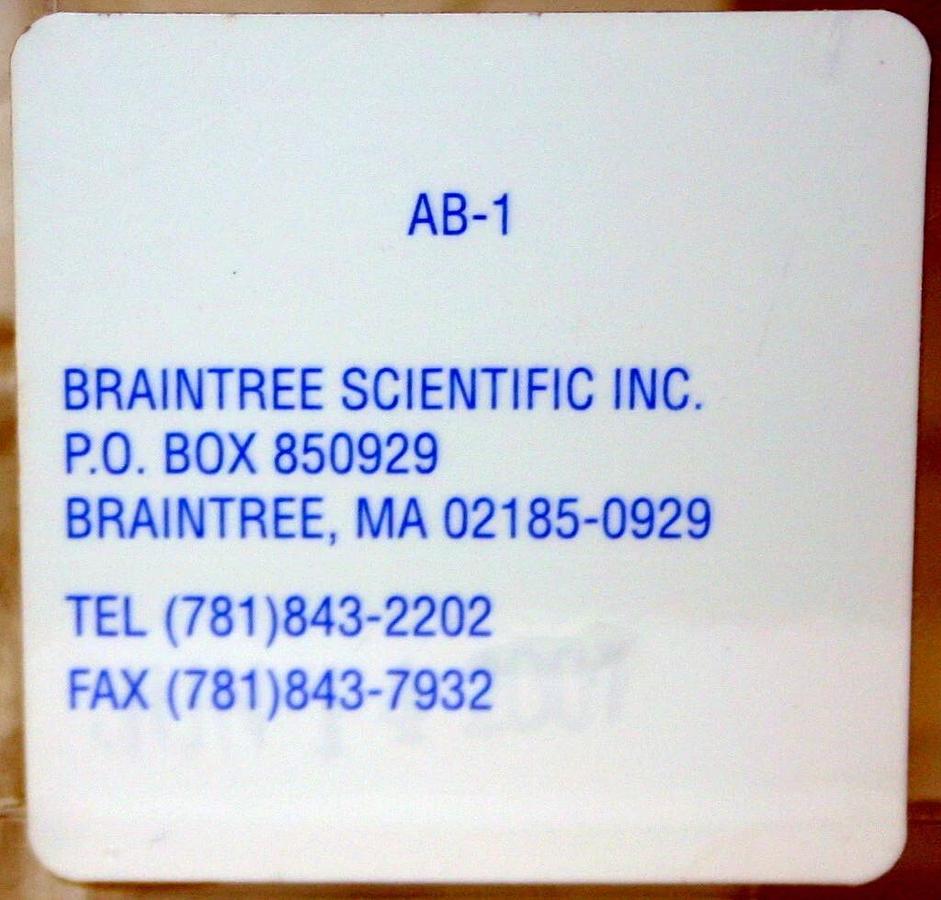 AB-1
BRAINTREE SCIENTIFIC INC.
P.O. BOX 850929
BRAINTREE, MA 02185-0929
TEL (781)843-2202
FAX (781)843-7932